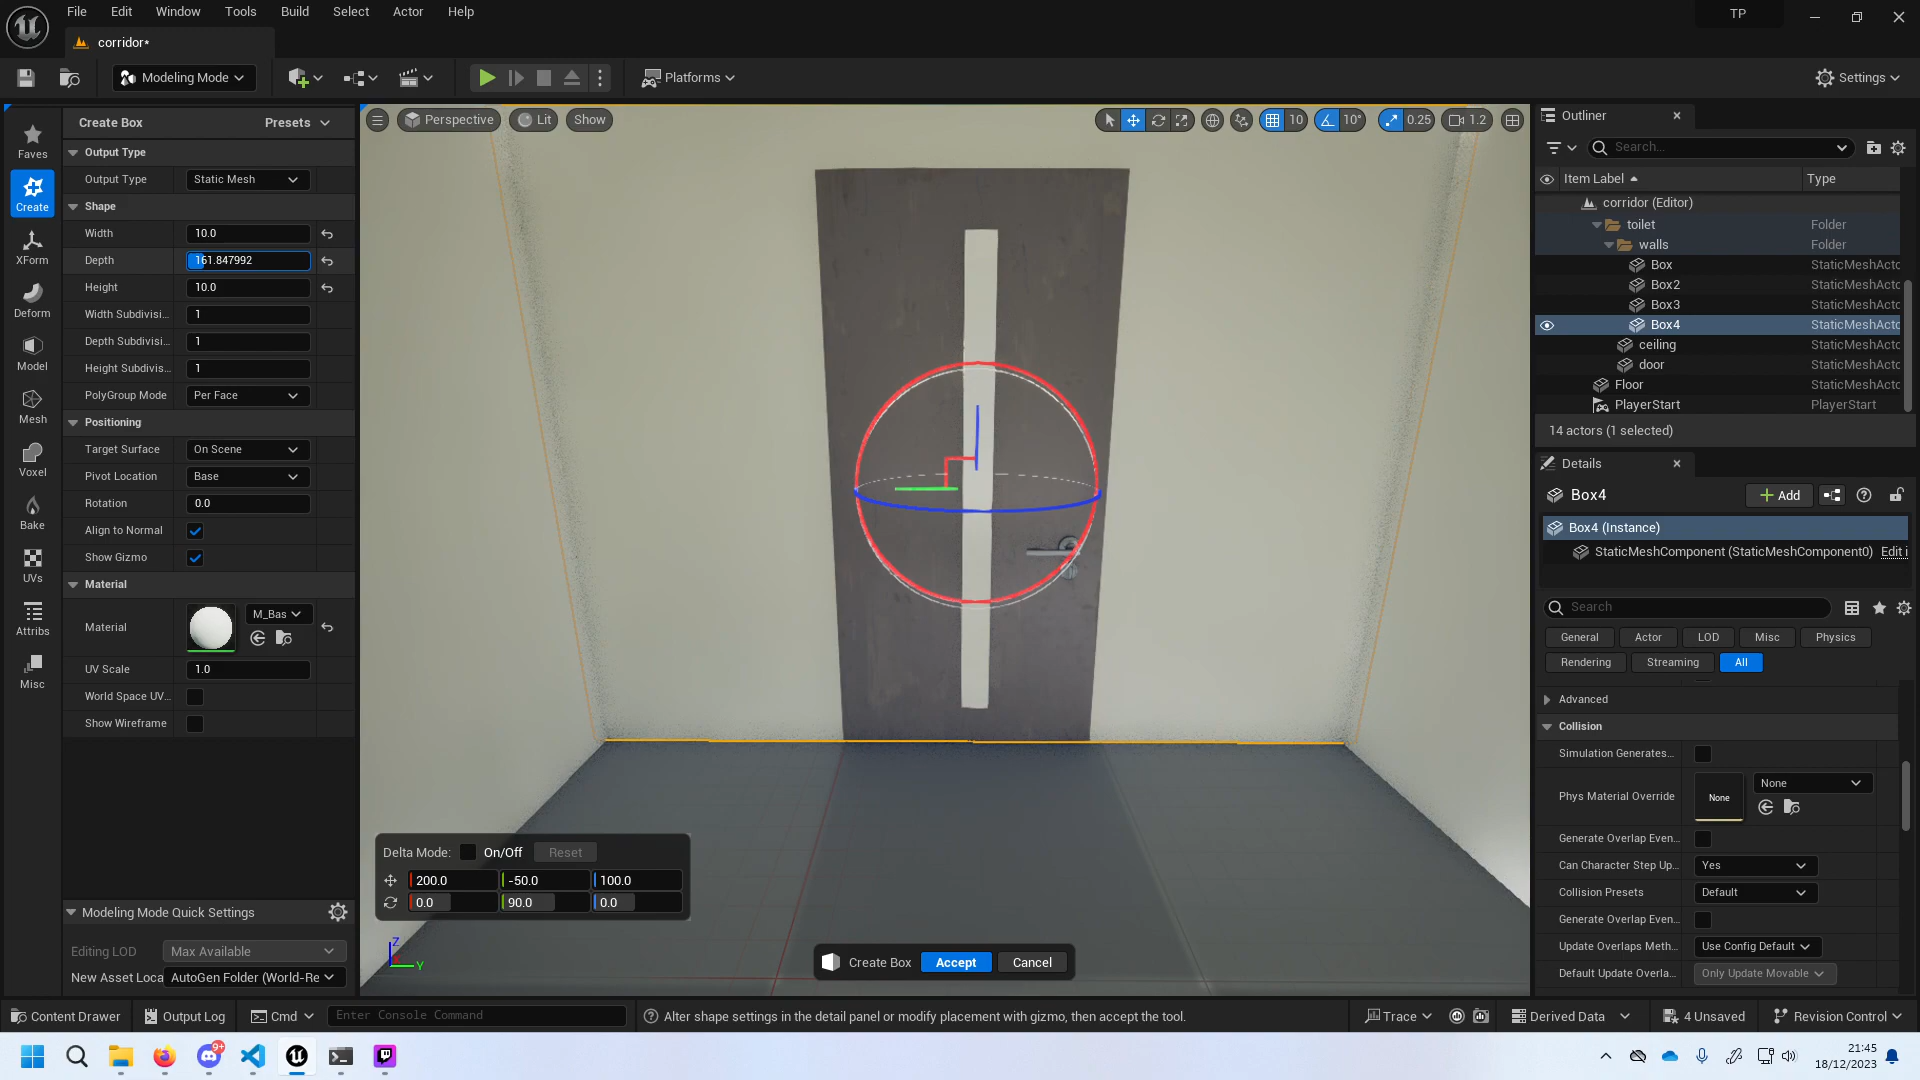 File Edit Window Tools Build Select Actor Help
TP
corridor*
Modeling Mode
Platforms
Settings
Create Box
Presets
Output Type
Output Type Static Mesh
Shape
Width 10.0
Depth 161.847992
Height 10.0
Width Subdivisi... 1
Depth Subdivisi... 1
Height Subdivis... 1
PolyGroup Mode Per Face
Positioning
Target Surface On Scene
Pivot Location Base
Rotation 0.0
Align to Normal
Show Gizmo
Material
Material M_Bas
UV Scale 1.0
World Space UV...
Show Wireframe
Modeling Mode Quick Settings
Editing LOD Max Available
New Asset Loca AutoGen Folder (World-Re
Faves
Create
XForm
Deform
Model
Mesh
Voxel
Bake
UVs
Attribs
Misc
Perspective Lit Show
10 10° 0.25 1.2
Delta Mode: On/Off Reset
200.0 -50.0 100.0
0.0 90.0 0.0
Z
Y
Create Box Accept Cancel
Outliner
Search...
Item Label Type
corridor (Editor)
toilet Folder
walls Folder
Box StaticMeshActo
Box2 StaticMeshActo
Box3 StaticMeshActo
Box4 StaticMeshActo
ceiling StaticMeshActo
door StaticMeshActo
Floor StaticMeshActo
PlayerStart PlayerStart
14 actors (1 selected)
Details
Box4
Add
Box4 (Instance)
StaticMeshComponent (StaticMeshComponent0) Edit i
Search
General Actor LOD Misc Physics
Rendering Streaming All
Advanced
Collision
Simulation Generates...
Phys Material Override None None
Generate Overlap Even...
Can Character Step Up... Yes
Collision Presets Default
Generate Overlap Even...
Update Overlaps Meth... Use Config Default
Default Update Overla... Only Update Movable
Content Drawer Output Log Cmd Enter Console Command
Alter shape settings in the detail panel or modify placement with gizmo, then accept the tool.
Trace Derived Data 4 Unsaved Revision Control
9+
21:45
18/12/2023